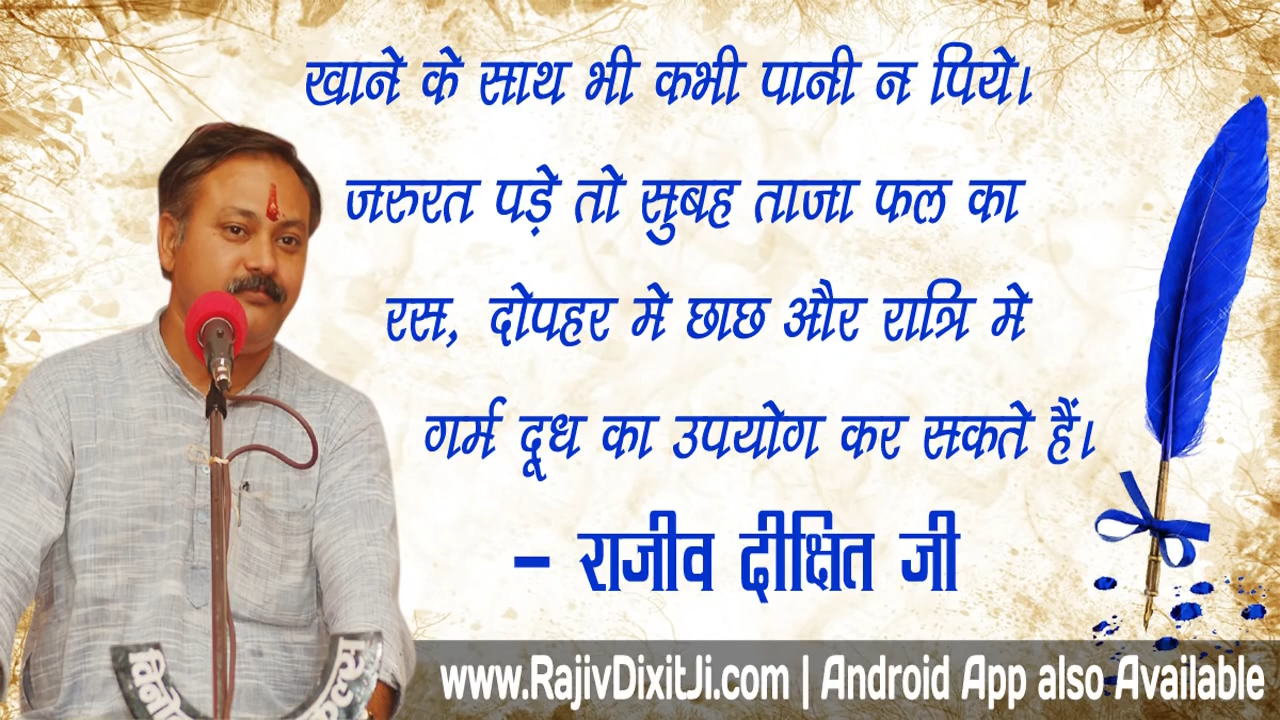 खाने के साथ भी कभी पानी न पिये।
जरुरत पड़े तो सुबह ताजा फल का
रस, दोपहर मे छाछ और रात्रि मे
गर्म दूध का उपयोग कर सकते हैं।
– राजीव दीक्षित जी
www.RajivDixitJi.com | Android App also Available